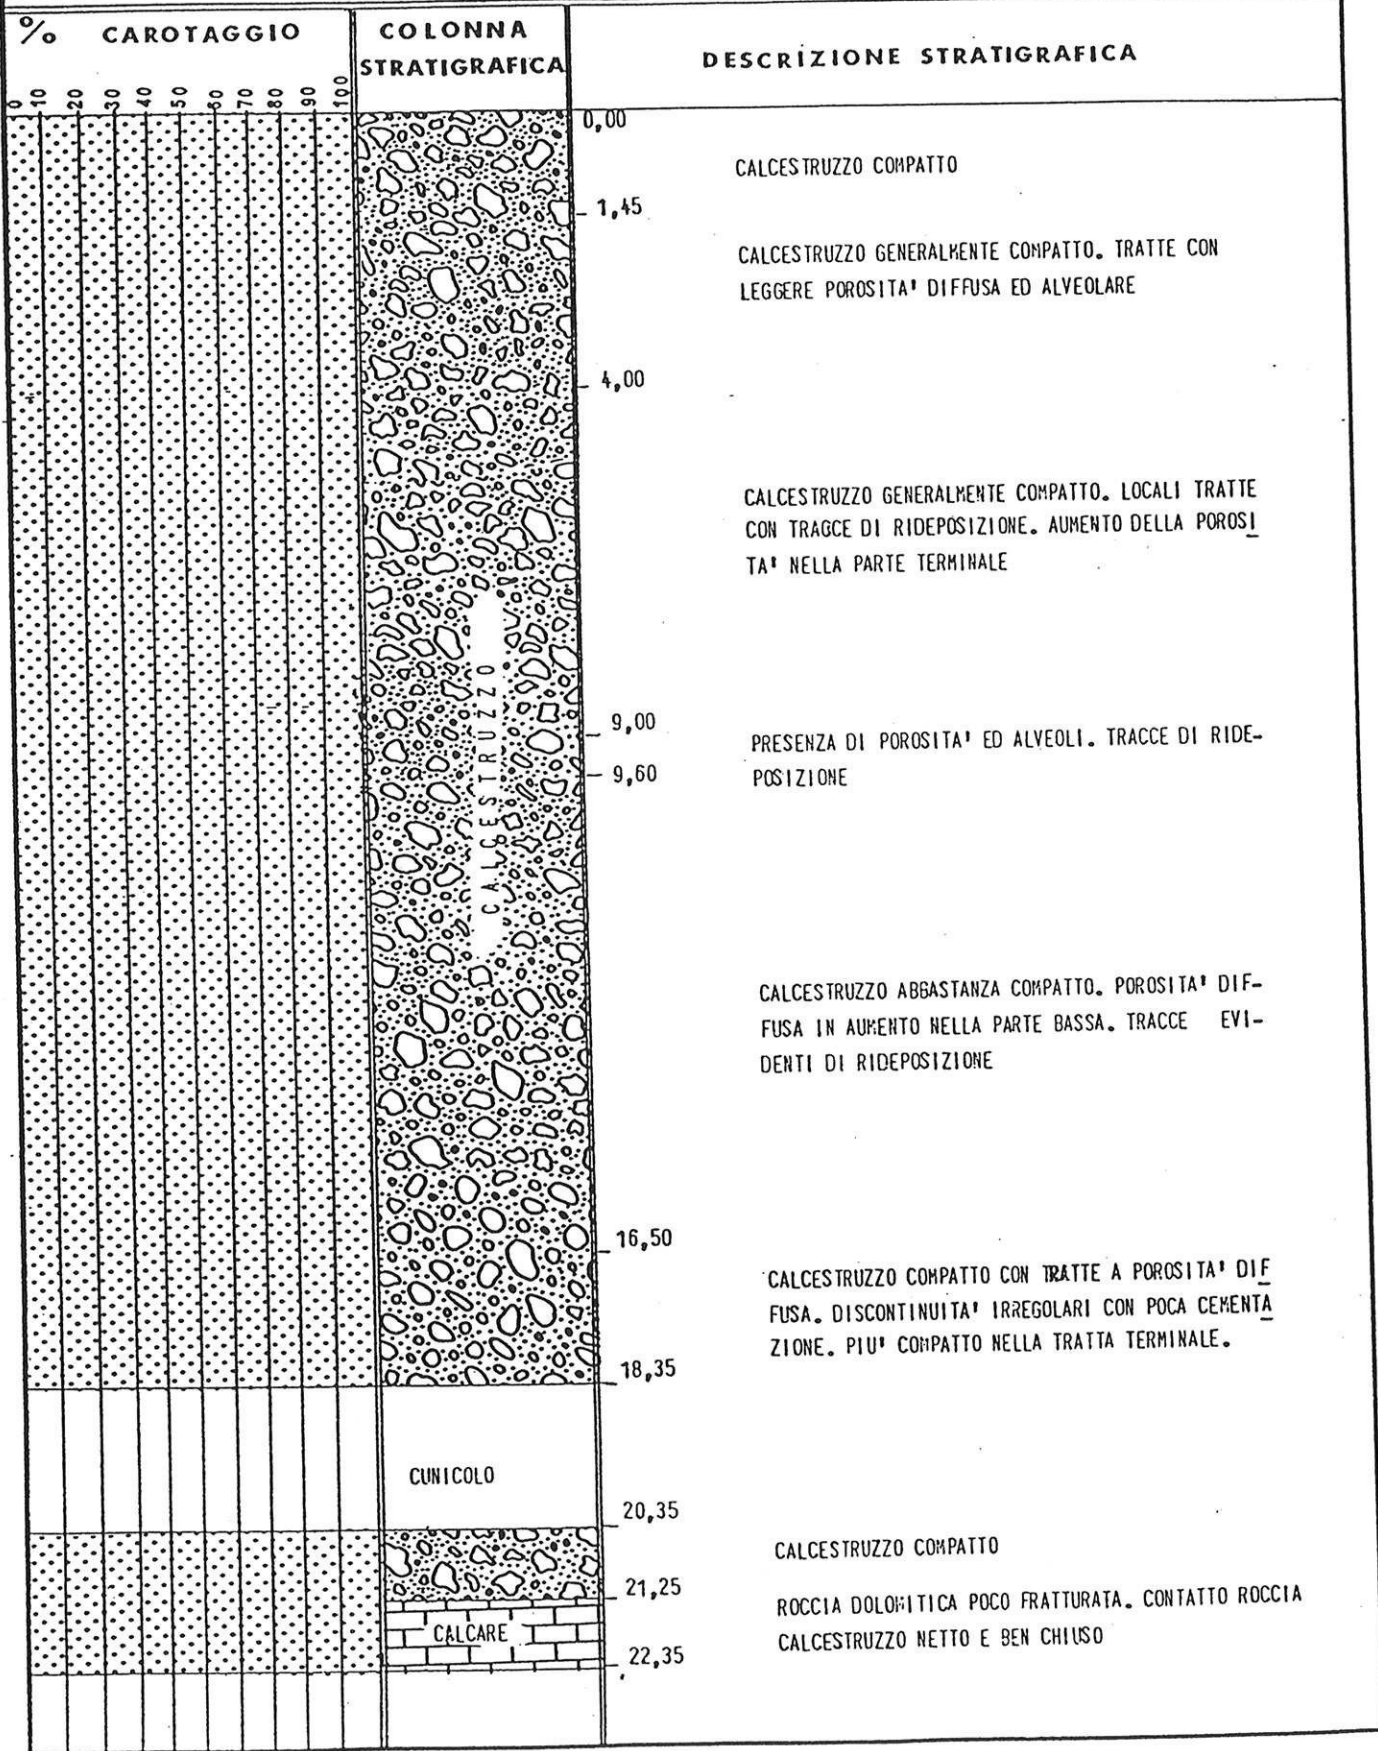 % CAROTAGGIO
COLONNA
STRATIGRAFICA
DESCRIZIONE STRATIGRAFICA
0 10 20 30 40 50 60 70 80 90 100
0,00
CALCESTRUZZO COMPATTO
1,45
CALCESTRUZZO GENERALMENTE COMPATTO. TRATTE CON
LEGGERE POROSITA' DIFFUSA ED ALVEOLARE
4,00
CALCESTRUZZO GENERALMENTE COMPATTO. LOCALI TRATTE
CON TRAGCE DI RIDEPOSIZIONE. AUMENTO DELLA POROSI
TA' NELLA PARTE TERMINALE
CALCESTRUZZO
9,00
PRESENZA DI POROSITA' ED ALVEOLI. TRACCE DI RIDE-
9,60
POSIZIONE
CALCESTRUZZO ABBASTANZA COMPATTO. POROSITA' DIF-
FUSA IN AUMENTO NELLA PARTE BASSA. TRACCE EVI-
DENTI DI RIDEPOSIZIONE
16,50
CALCESTRUZZO COMPATTO CON TRATTE A POROSITA' DIF
FUSA. DISCONTINUITA' IRREGOLARI CON POCA CEMENTA
ZIONE. PIU' COMPATTO NELLA TRATTA TERMINALE.
18,35
CUNICOLO
20,35
CALCESTRUZZO COMPATTO
21,25
ROCCIA DOLOMITICA POCO FRATTURATA. CONTATTO ROCCIA
CALCESTRUZZO NETTO E BEN CHIUSO
CALCARE
22,35